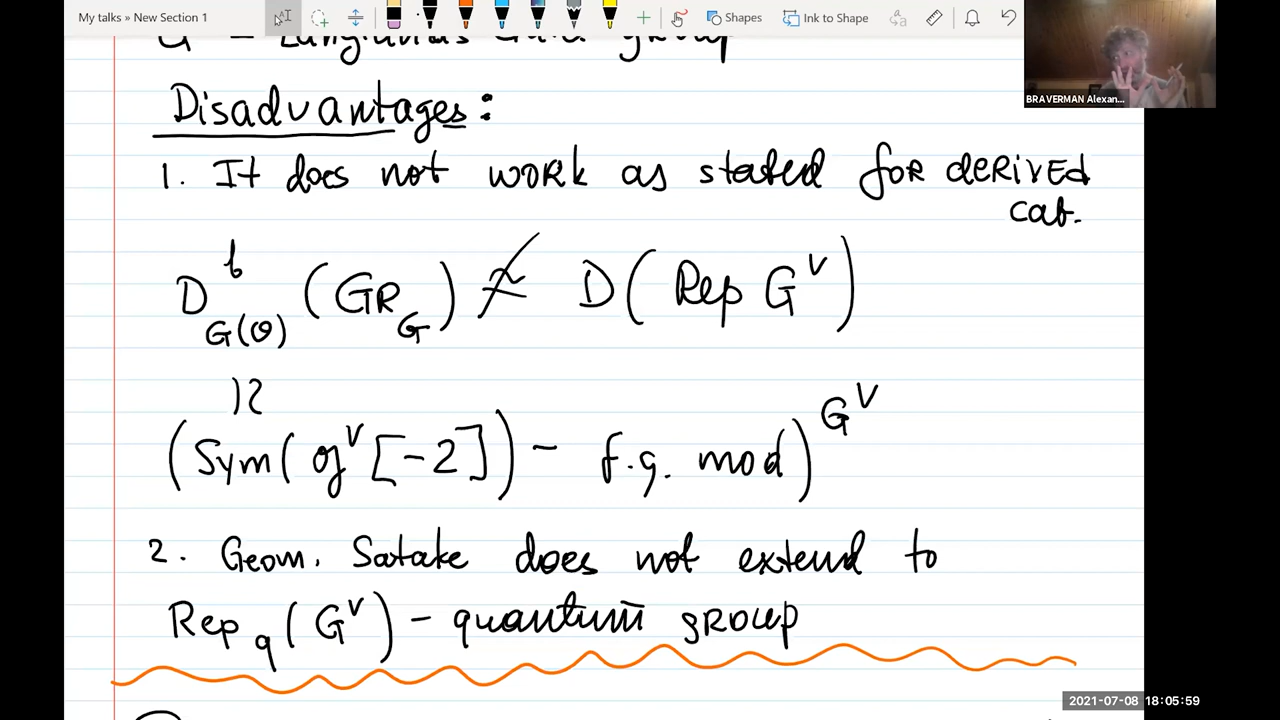 My talks » New Section 1
Shapes
Ink to Shape
BRAVERMAN Alexan...
Disadvantages:
1. It does not work as stated for derived
cat.
D^b_{G(O)} (Gr_G) ≄ D(Rep G^∨)
≀≀
(Sym(𝔤^∨[-2]) - f.g. mod)^{G^∨}
2. Geom. Satake does not extend to
Rep_q (G^∨) - quantum group
2021-07-08 18:05:59